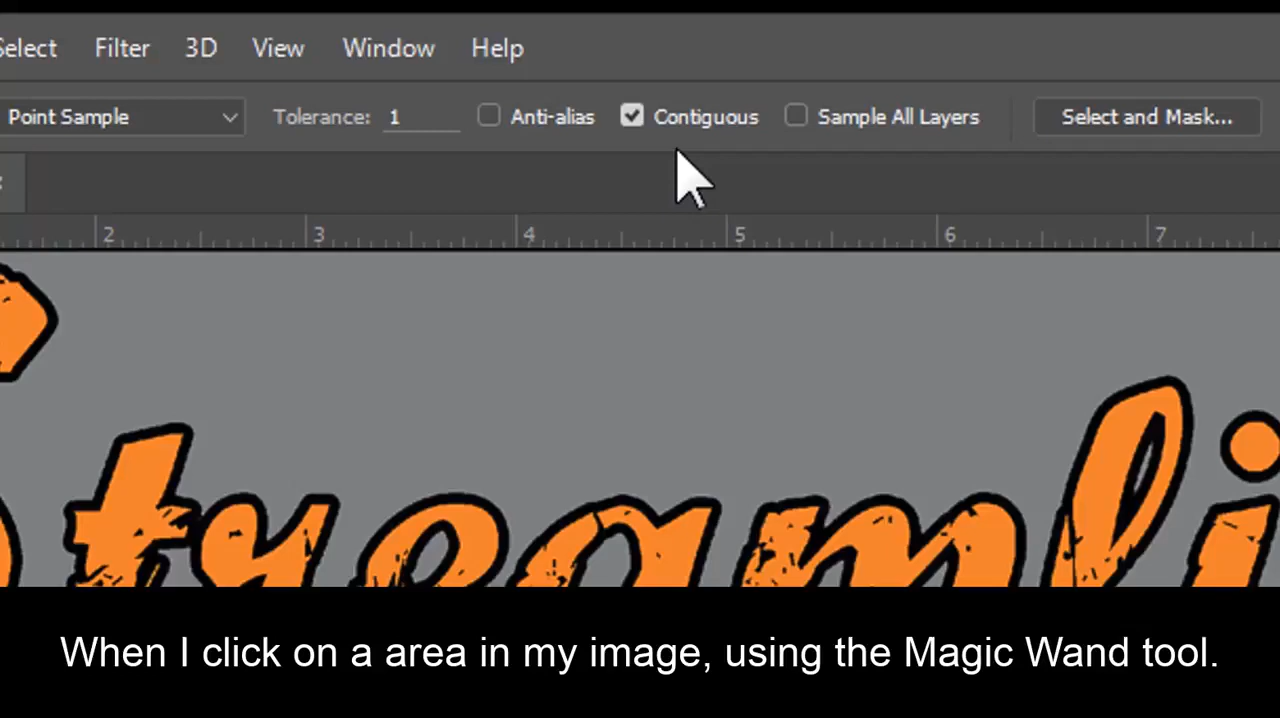 Select Filter 3D View Window Help
Point Sample Tolerance: 1 Anti-alias Contiguous Sample All Layers Select and Mask...
2 3 4 5 6 7
treamli
When I click on a area in my image, using the Magic Wand tool.